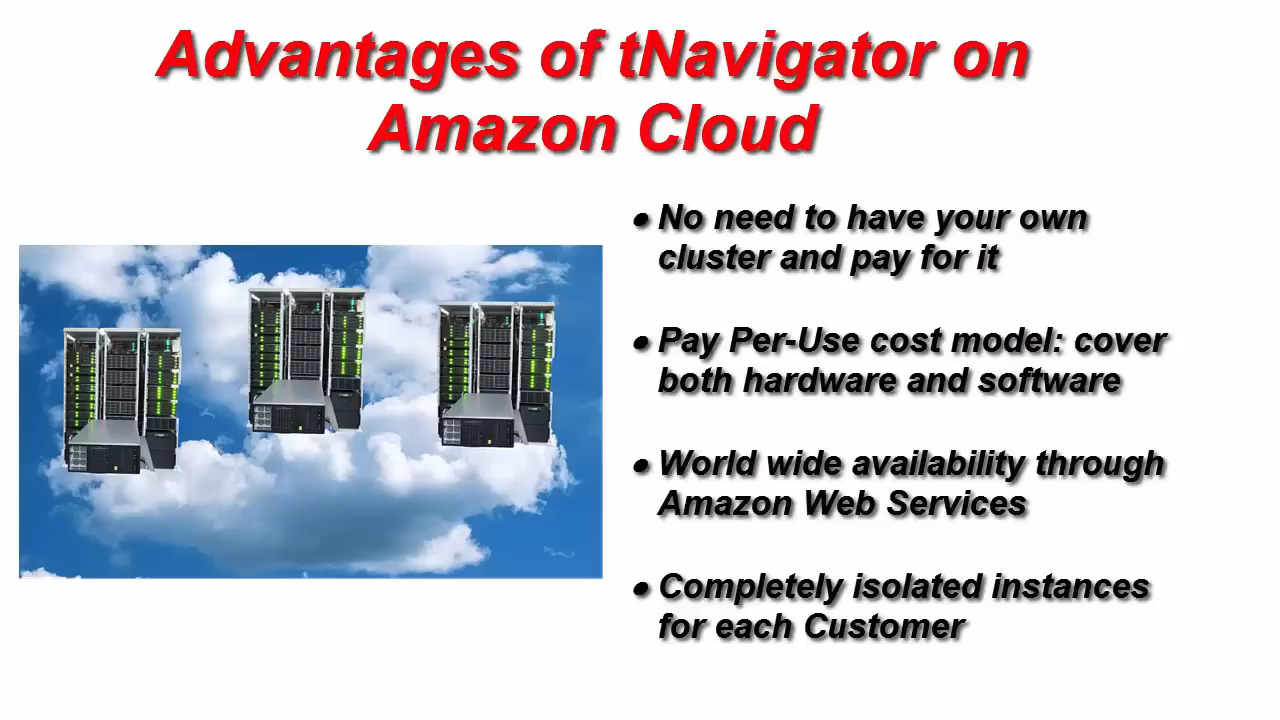 Advantages of tNavigator on
Amazon Cloud
• No need to have your own
cluster and pay for it
• Pay Per-Use cost model: cover
both hardware and software
• World wide availability through
Amazon Web Services
• Completely isolated instances
for each Customer